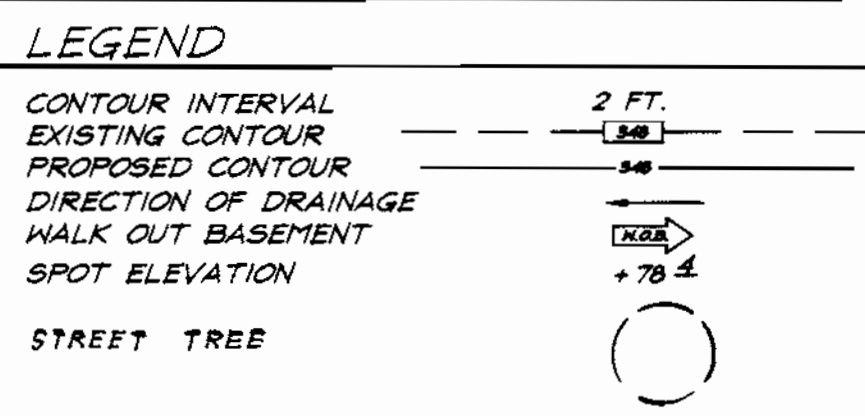 LEGEND
CONTOUR INTERVAL 2 FT.
EXISTING CONTOUR 348
PROPOSED CONTOUR 348
DIRECTION OF DRAINAGE
WALK OUT BASEMENT W.O.B.
SPOT ELEVATION + 78 4
STREET TREE